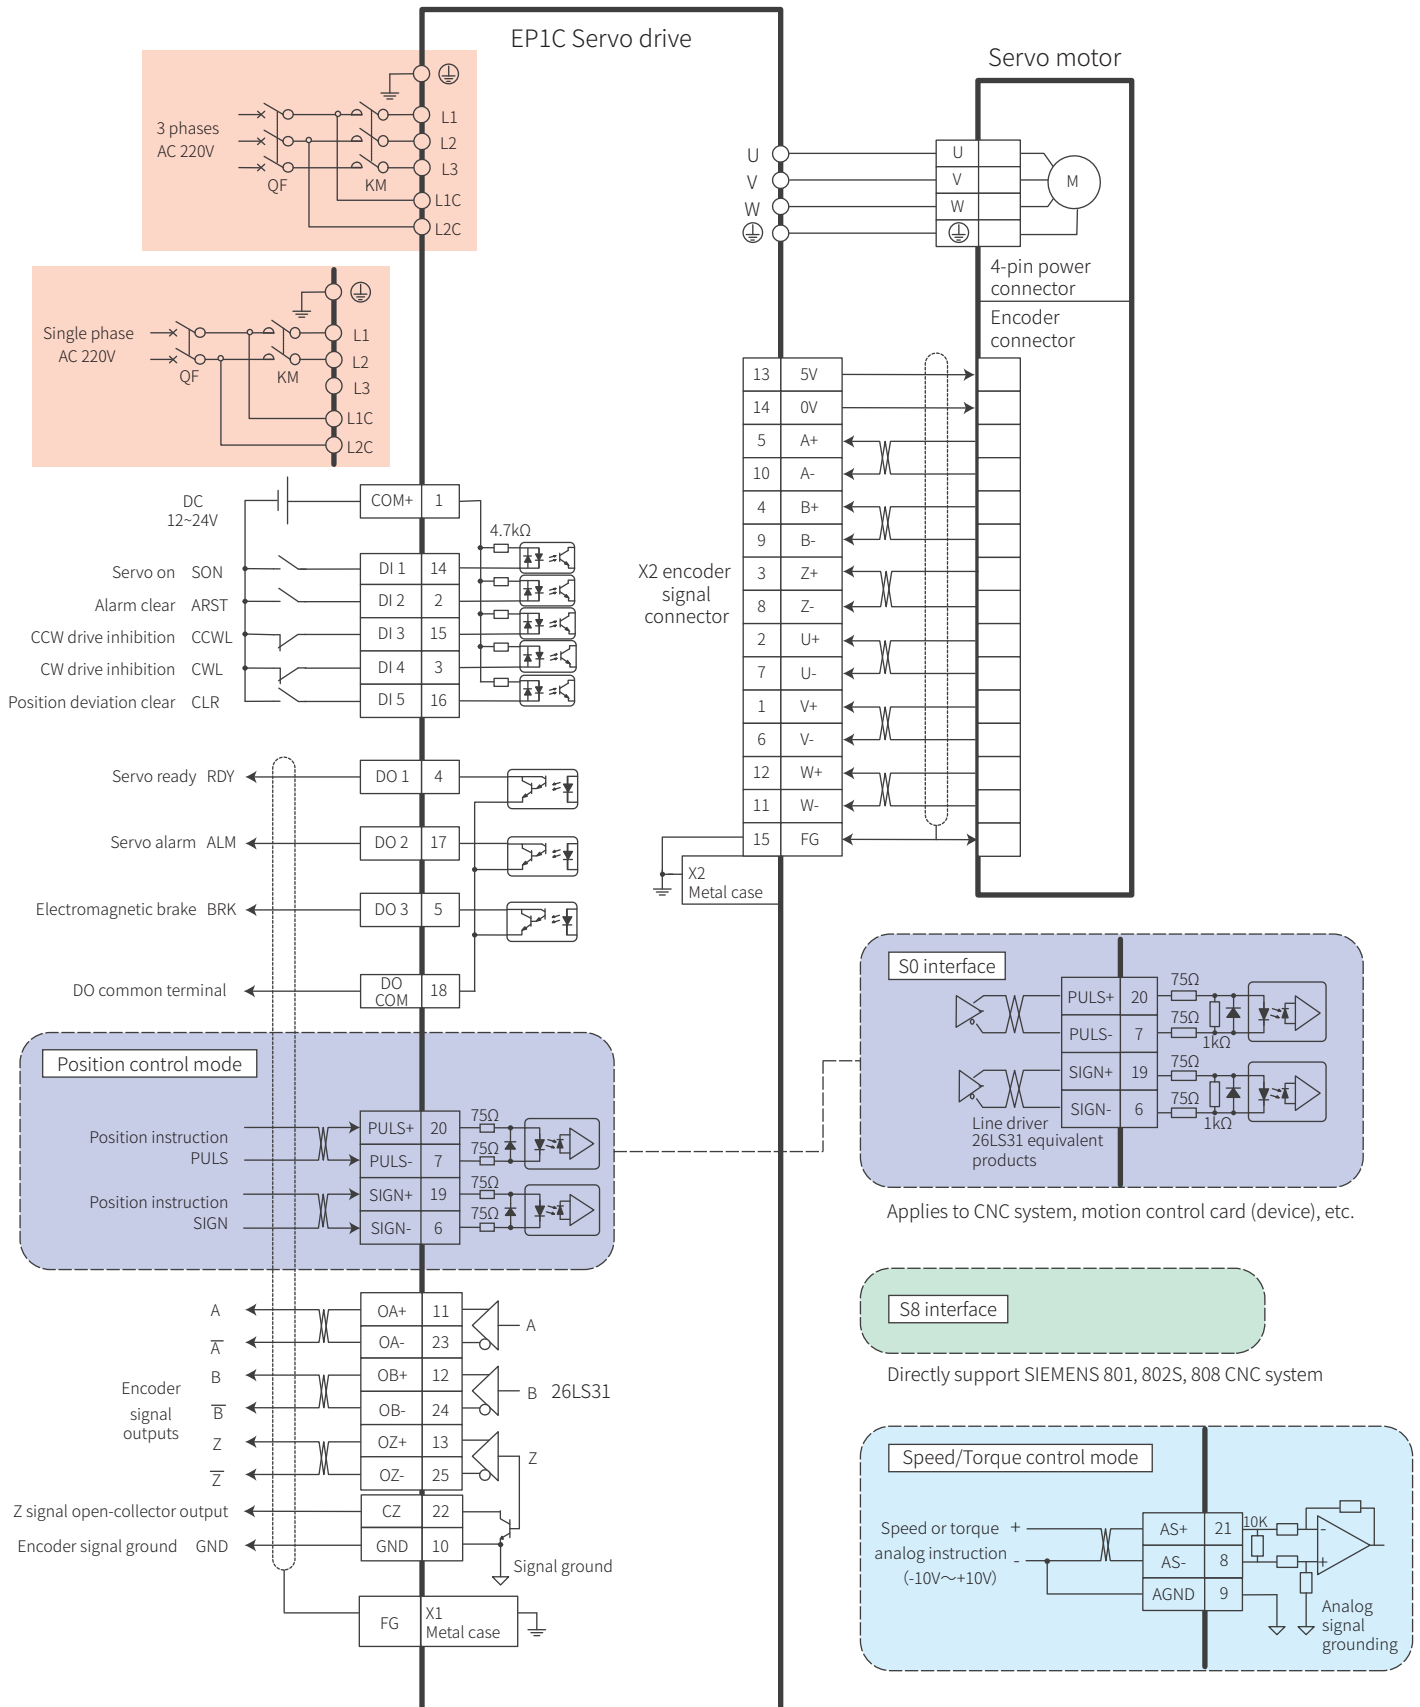 EP1C Servo drive
Servo motor
3 phases
AC 220V
QF
KM
L1
L2
L3
L1C
L2C
Single phase
AC 220V
QF
KM
L1
L2
L3
L1C
L2C
U
V
W
U
V
W
M
4-pin power
connector
Encoder
connector
DC
12~24V
COM+ 1
4.7kΩ
Servo on SON DI 1 14
Alarm clear ARST DI 2 2
CCW drive inhibition CCWL DI 3 15
CW drive inhibition CWL DI 4 3
Position deviation clear CLR DI 5 16
X2 encoder
signal
connector
13 5V
14 0V
5 A+
10 A-
4 B+
9 B-
3 Z+
8 Z-
2 U+
7 U-
1 V+
6 V-
12 W+
11 W-
15 FG
X2
Metal case
Servo ready RDY DO 1 4
Servo alarm ALM DO 2 17
Electromagnetic brake BRK DO 3 5
DO common terminal DO
COM 18
Position control mode
Position instruction
PULS
PULS+ 20 75Ω
PULS- 7 75Ω
Position instruction
SIGN
SIGN+ 19 75Ω
SIGN- 6 75Ω
S0 interface
PULS+ 20 75Ω
PULS- 7 75Ω
1kΩ
SIGN+ 19 75Ω
SIGN- 6 75Ω
1kΩ
Line driver
26LS31 equivalent
products
Applies to CNC system, motion control card (device), etc.
S8 interface
Directly support SIEMENS 801, 802S, 808 CNC system
Encoder
signal
outputs
A OA+ 11
A̅ OA- 23
A
B OB+ 12
B̅ OB- 24
B 26LS31
Z OZ+ 13
Z̅ OZ- 25
Z
Z signal open-collector output CZ 22
Encoder signal ground GND GND 10
Signal ground
FG X1
Metal case
Speed/Torque control mode
Speed or torque +
analog instruction -
(-10V～+10V)
AS+ 21 10K
AS- 8
AGND 9
-
+
Analog
signal
grounding